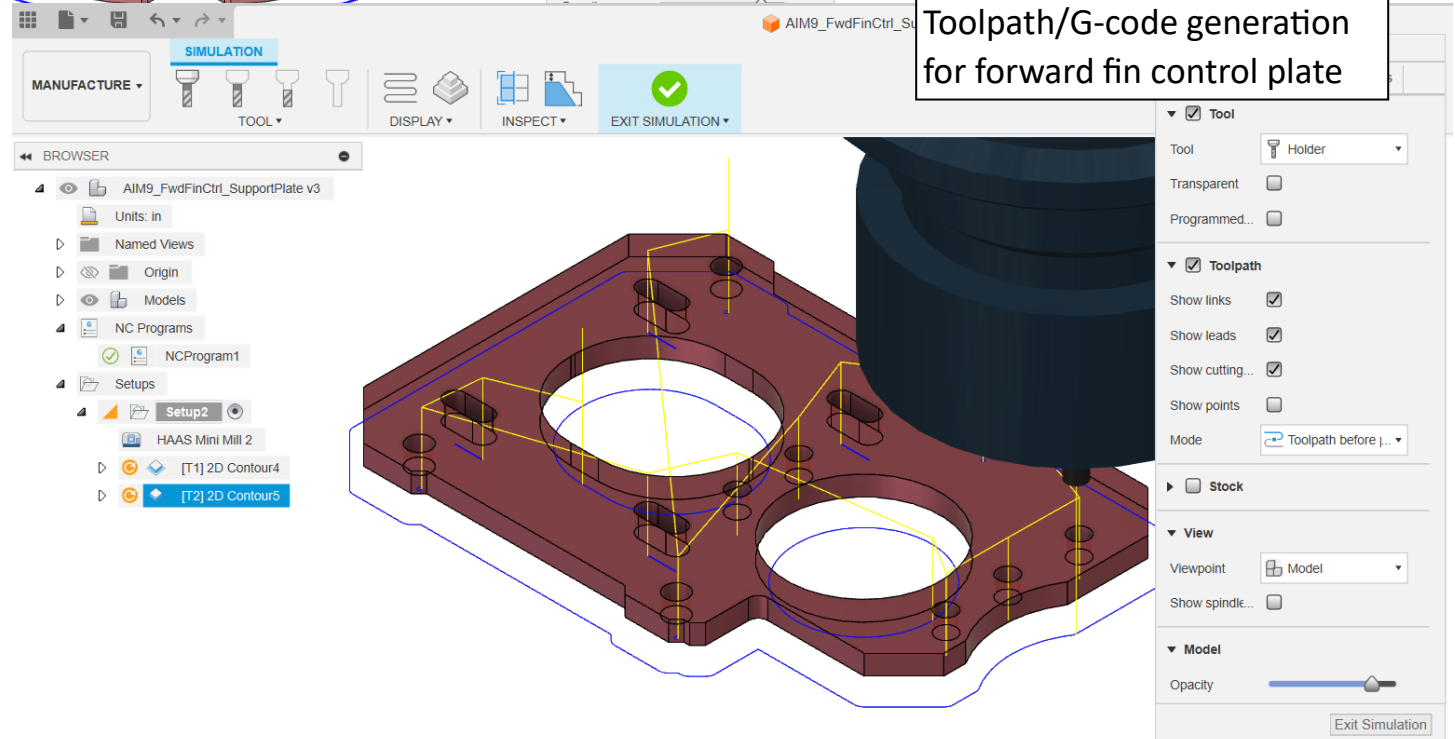 AIM9_FwdFinCtrl_Su
Toolpath/G-code generation
for forward fin control plate
SIMULATION
MANUFACTURE
TOOL
DISPLAY
INSPECT
EXIT SIMULATION
BROWSER
AIM9_FwdFinCtrl_SupportPlate v3
Units: in
Named Views
Origin
Models
NC Programs
NCProgram1
Setups
Setup2
HAAS Mini Mill 2
[T1] 2D Contour4
[T2] 2D Contour5
Tool
Tool Holder
Transparent
Programmed...
Toolpath
Show links
Show leads
Show cutting...
Show points
Mode Toolpath before p...
Stock
View
Viewpoint Model
Show spindle...
Model
Opacity
Exit Simulation